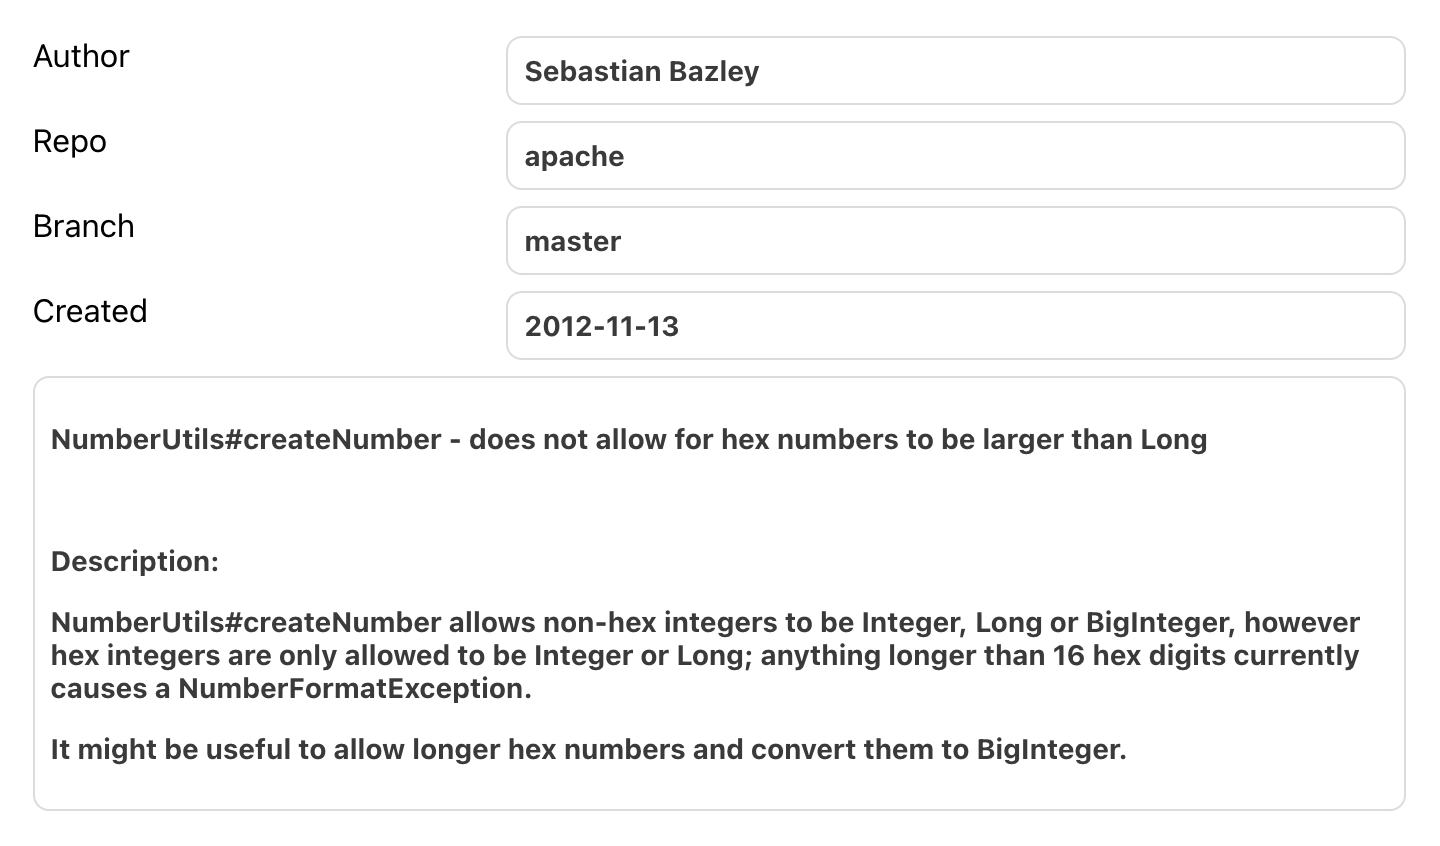 Author
Sebastian Bazley
Repo
apache
Branch
master
Created
2012-11-13
NumberUtils#createNumber - does not allow for hex numbers to be larger than Long
Description:
NumberUtils#createNumber allows non-hex integers to be Integer, Long or BigInteger, however
hex integers are only allowed to be Integer or Long; anything longer than 16 hex digits currently
causes a NumberFormatException.
It might be useful to allow longer hex numbers and convert them to BigInteger.